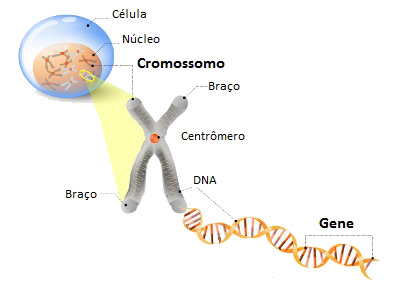 Célula
Núcleo
Cromossomo
Braço
Centrômero
DNA
Braço
Gene